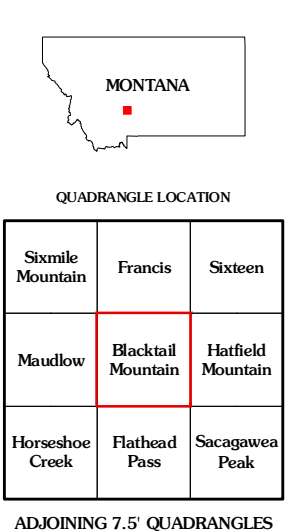 MONTANA
QUADRANGLE LOCATION
Sixmile
Mountain
Francis
Sixteen
Maudlow
Blacktail
Mountain
Hatfield
Mountain
Horseshoe
Creek
Flathead
Pass
Sacagawea
Peak
ADJOINING 7.5' QUADRANGLES